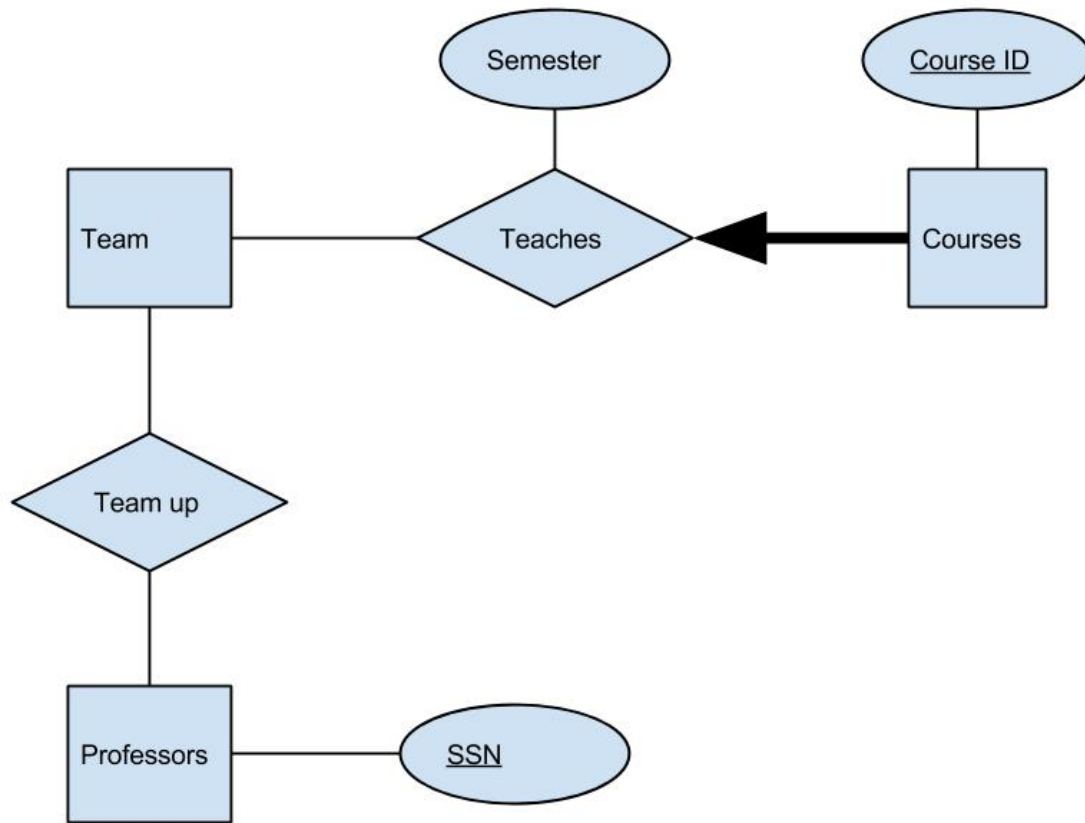 Semester
Course ID
Team
Teaches
Courses
Team up
Professors
SSN